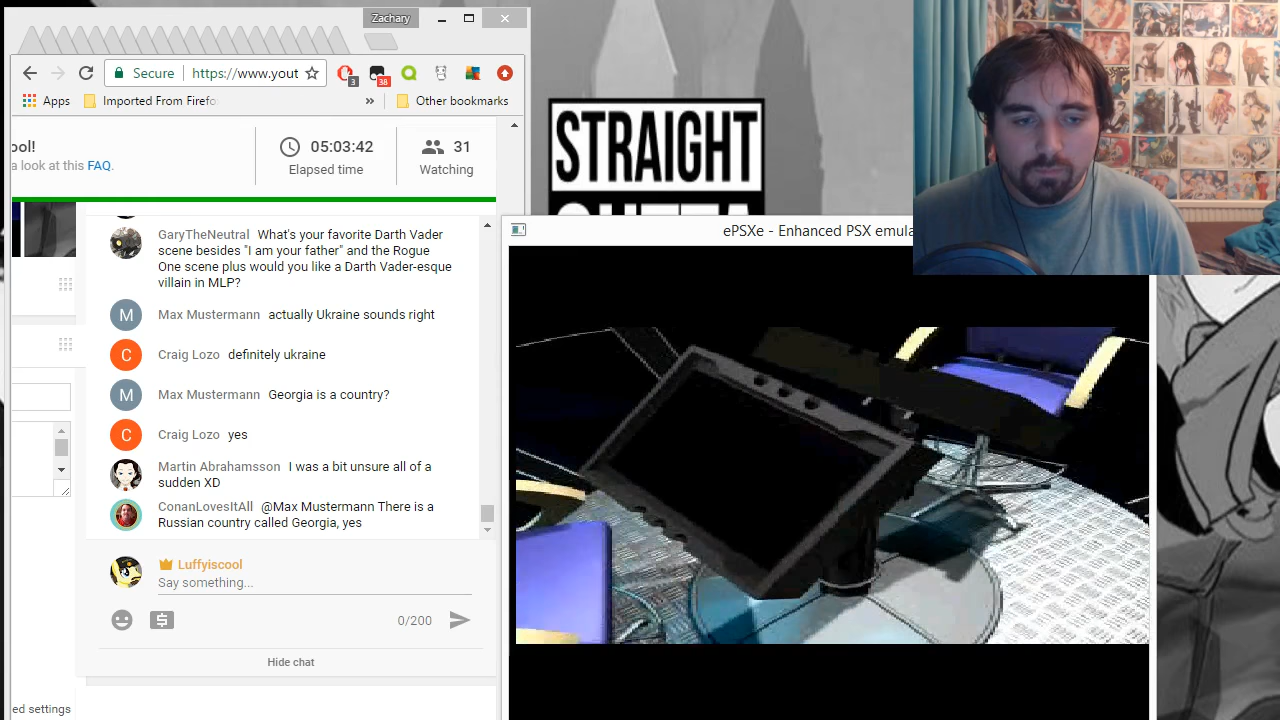 Zachary
Secure
https://www.yout
3
38
Apps
Imported From Firefo
»
Other bookmarks
ool!
a look at this FAQ.
05:03:42
Elapsed time
31
Watching
GaryTheNeutral What's your favorite Darth Vader
scene besides "I am your father" and the Rogue
One scene plus would you like a Darth Vader-esque
villain in MLP?
M
Max Mustermann actually Ukraine sounds right
C
Craig Lozo definitely ukraine
M
Max Mustermann Georgia is a country?
C
Craig Lozo yes
Martin Abrahamsson I was a bit unsure all of a
sudden XD
ConanLovesItAll @Max Mustermann There is a
Russian country called Georgia, yes
Luffyiscool
Say something...
0/200
Hide chat
ed settings
STRAIGHT
OUTTA
ePSXe - Enhanced PSX emula